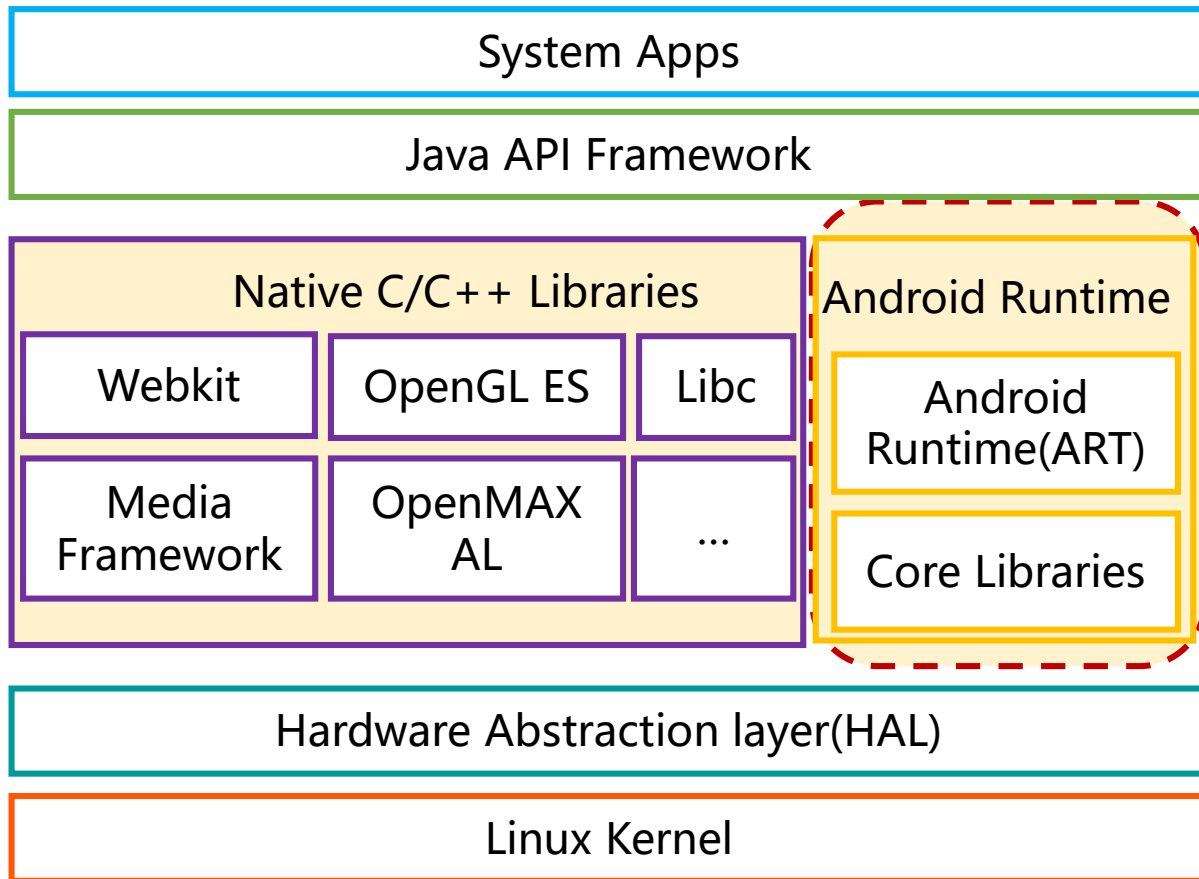 System Apps
Java API Framework
Native C/C++ Libraries
Webkit
OpenGL ES
Libc
Media
Framework
OpenMAX
AL
...
Android Runtime
Android
Runtime(ART)
Core Libraries
Hardware Abstraction layer(HAL)
Linux Kernel